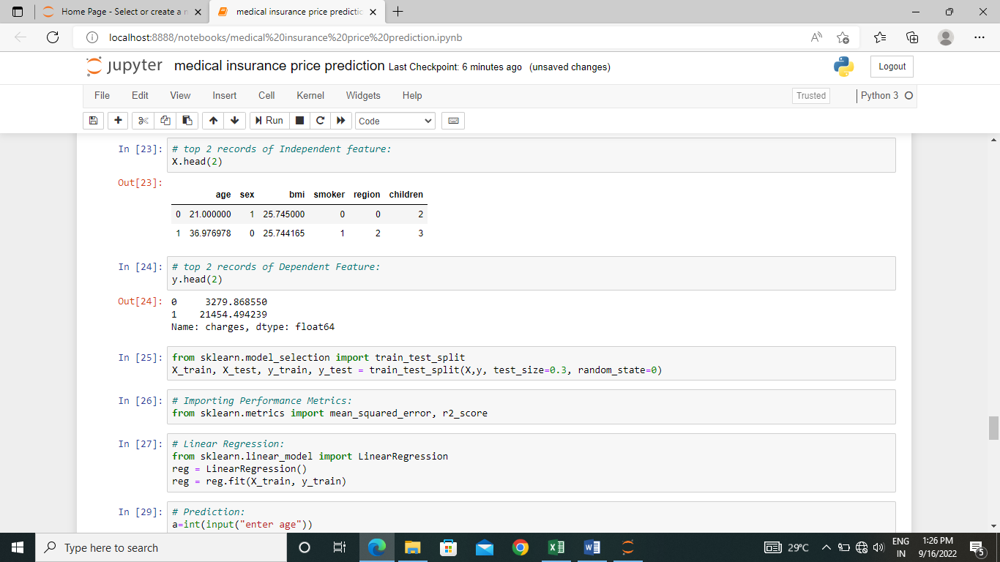 Home Page - Select or create a n
medical insurance price predictio
localhost:8888/notebooks/medical%20insurance%20price%20prediction.ipynb
jupyter medical insurance price prediction Last Checkpoint: 6 minutes ago (unsaved changes)
Logout
File Edit View Insert Cell Kernel Widgets Help
Trusted
Python 3
Run
Code
In [23]: # top 2 records of Independent feature:
X.head(2)
Out[23]:
age sex bmi smoker region children
0 21.000000 1 25.745000 0 0 2
1 36.976978 0 25.744165 1 2 3
In [24]: # top 2 records of Dependent Feature:
y.head(2)
Out[24]: 0 3279.868550
1 21454.494239
Name: charges, dtype: float64
In [25]: from sklearn.model_selection import train_test_split
X_train, X_test, y_train, y_test = train_test_split(X,y, test_size=0.3, random_state=0)
In [26]: # Importing Performance Metrics:
from sklearn.metrics import mean_squared_error, r2_score
In [27]: # Linear Regression:
from sklearn.linear_model import LinearRegression
reg = LinearRegression()
reg = reg.fit(X_train, y_train)
In [29]: # Prediction:
a=int(input("enter age"))
Type here to search
29°C
ENG
IN
1:26 PM
9/16/2022
5